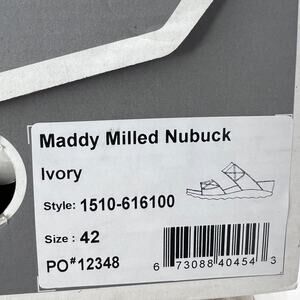 Maddy Milled Nubuck
Ivory
Style: 1510-616100
Size: 42
PO#12348
6 73088 40454 3